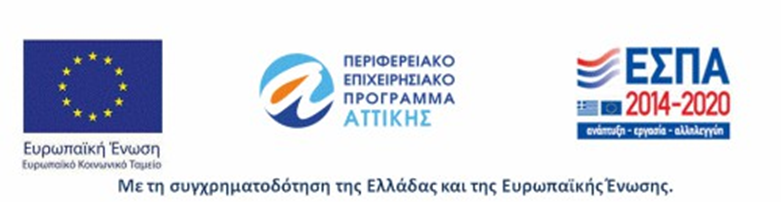 Ευρωπαϊκή Ένωση
Ευρωπαϊκό Κοινωνικό Ταμείο
ΠΕΡΙΦΕΡΕΙΑΚΟ
ΕΠΙΧΕΙΡΗΣΙΑΚΟ
ΠΡΟΓΡΑΜΜΑ
ΑΤΤΙΚΗΣ
ΕΣΠΑ
2014-2020
ανάπτυξη - εργασία - αλληλεγγύη
Με τη συγχρηματοδότηση της Ελλάδας και της Ευρωπαϊκής Ένωσης.